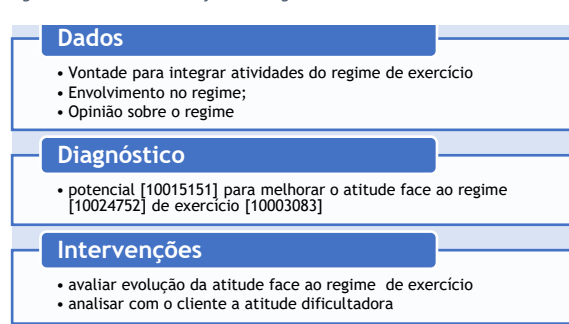 Dados
• Vontade para integrar atividades do regime de exercício
• Envolvimento no regime;
• Opinião sobre o regime
Diagnóstico
• potencial [10015151] para melhorar o atitude face ao regime
[10024752] de exercício [10003083]
Intervenções
• avaliar evolução da atitude face ao regime de exercício
• analisar com o cliente a atitude dificultadora